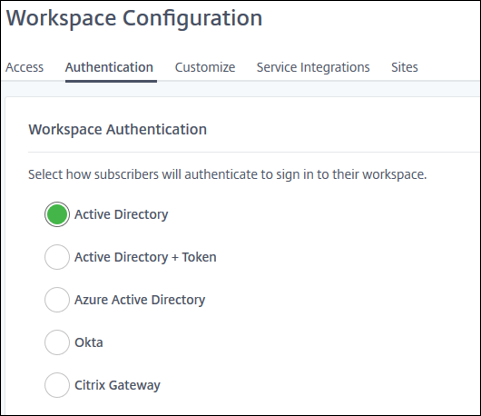 Workspace Configuration
Access Authentication Customize Service Integrations Sites
Workspace Authentication
Select how subscribers will authenticate to sign in to their workspace.
Active Directory
Active Directory + Token
Azure Active Directory
Okta
Citrix Gateway